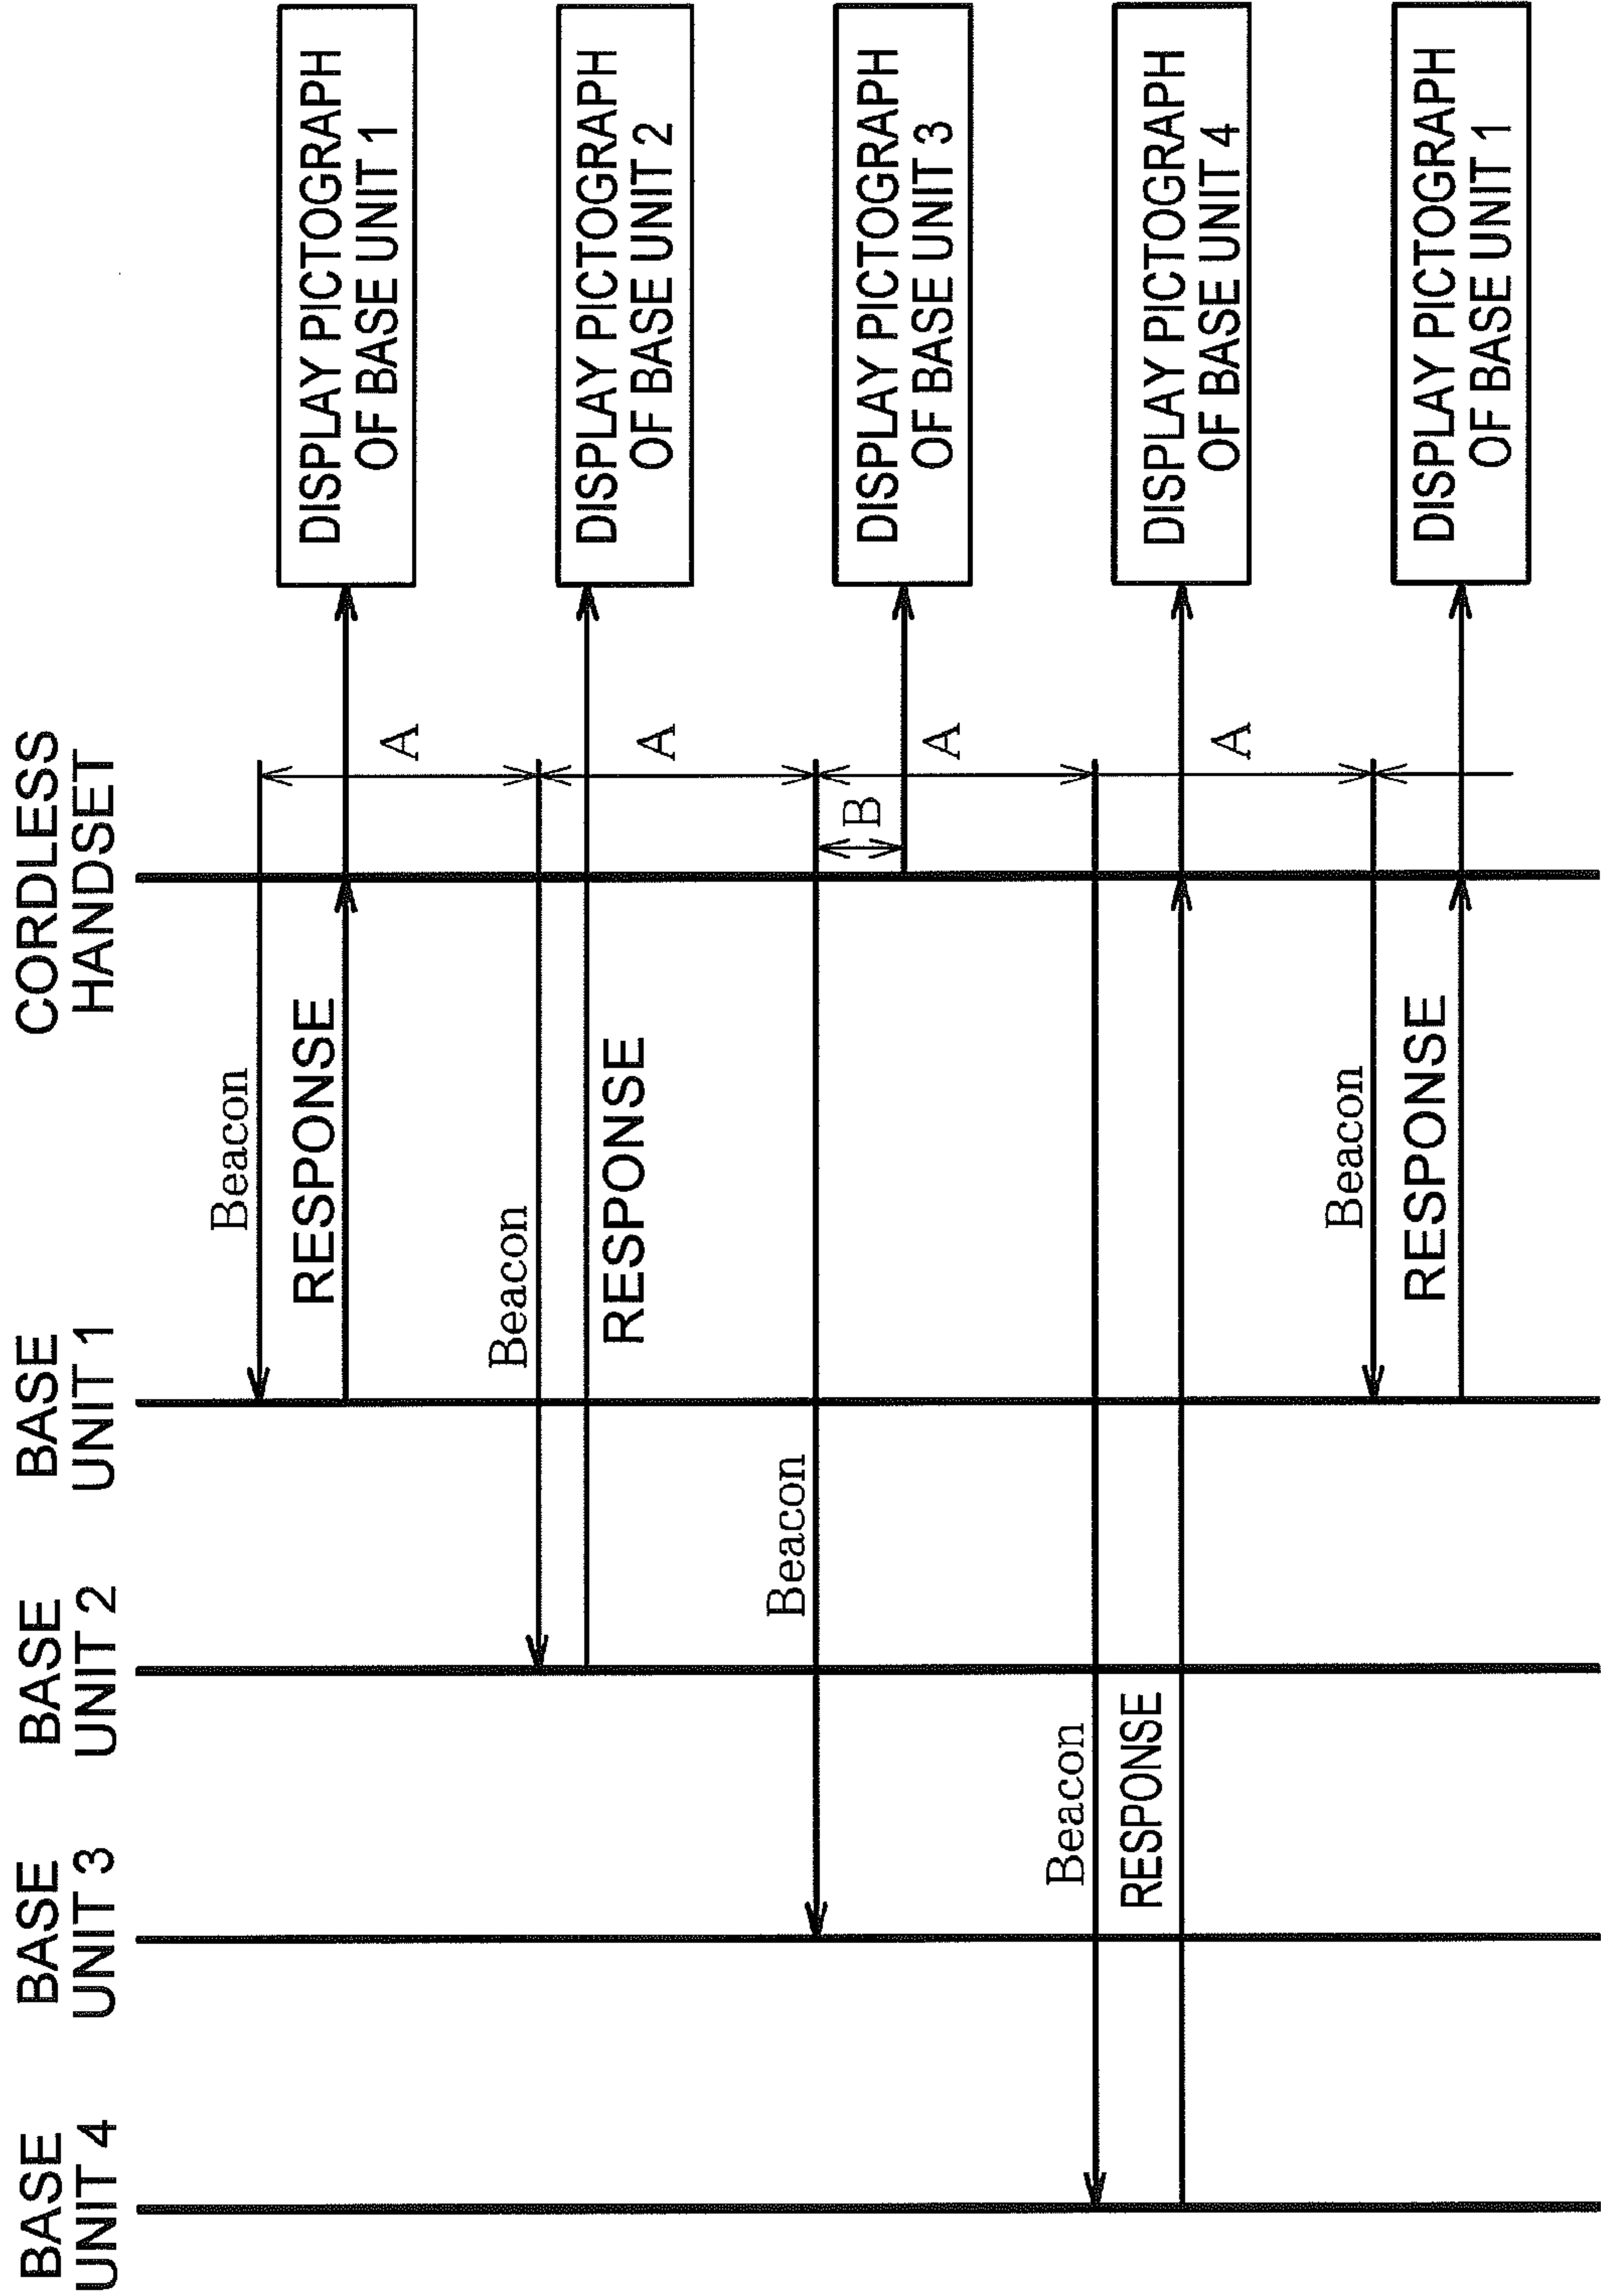 BASE
UNIT 4
BASE
UNIT 3
BASE
UNIT 2
BASE
UNIT 1
CORDLESS
HANDSET
Beacon
RESPONSE
A
DISPLAY PICTOGRAPH
OF BASE UNIT 1
Beacon
RESPONSE
A
DISPLAY PICTOGRAPH
OF BASE UNIT 2
Beacon
B
A
DISPLAY PICTOGRAPH
OF BASE UNIT 3
Beacon
RESPONSE
A
DISPLAY PICTOGRAPH
OF BASE UNIT 4
Beacon
RESPONSE
DISPLAY PICTOGRAPH
OF BASE UNIT 1